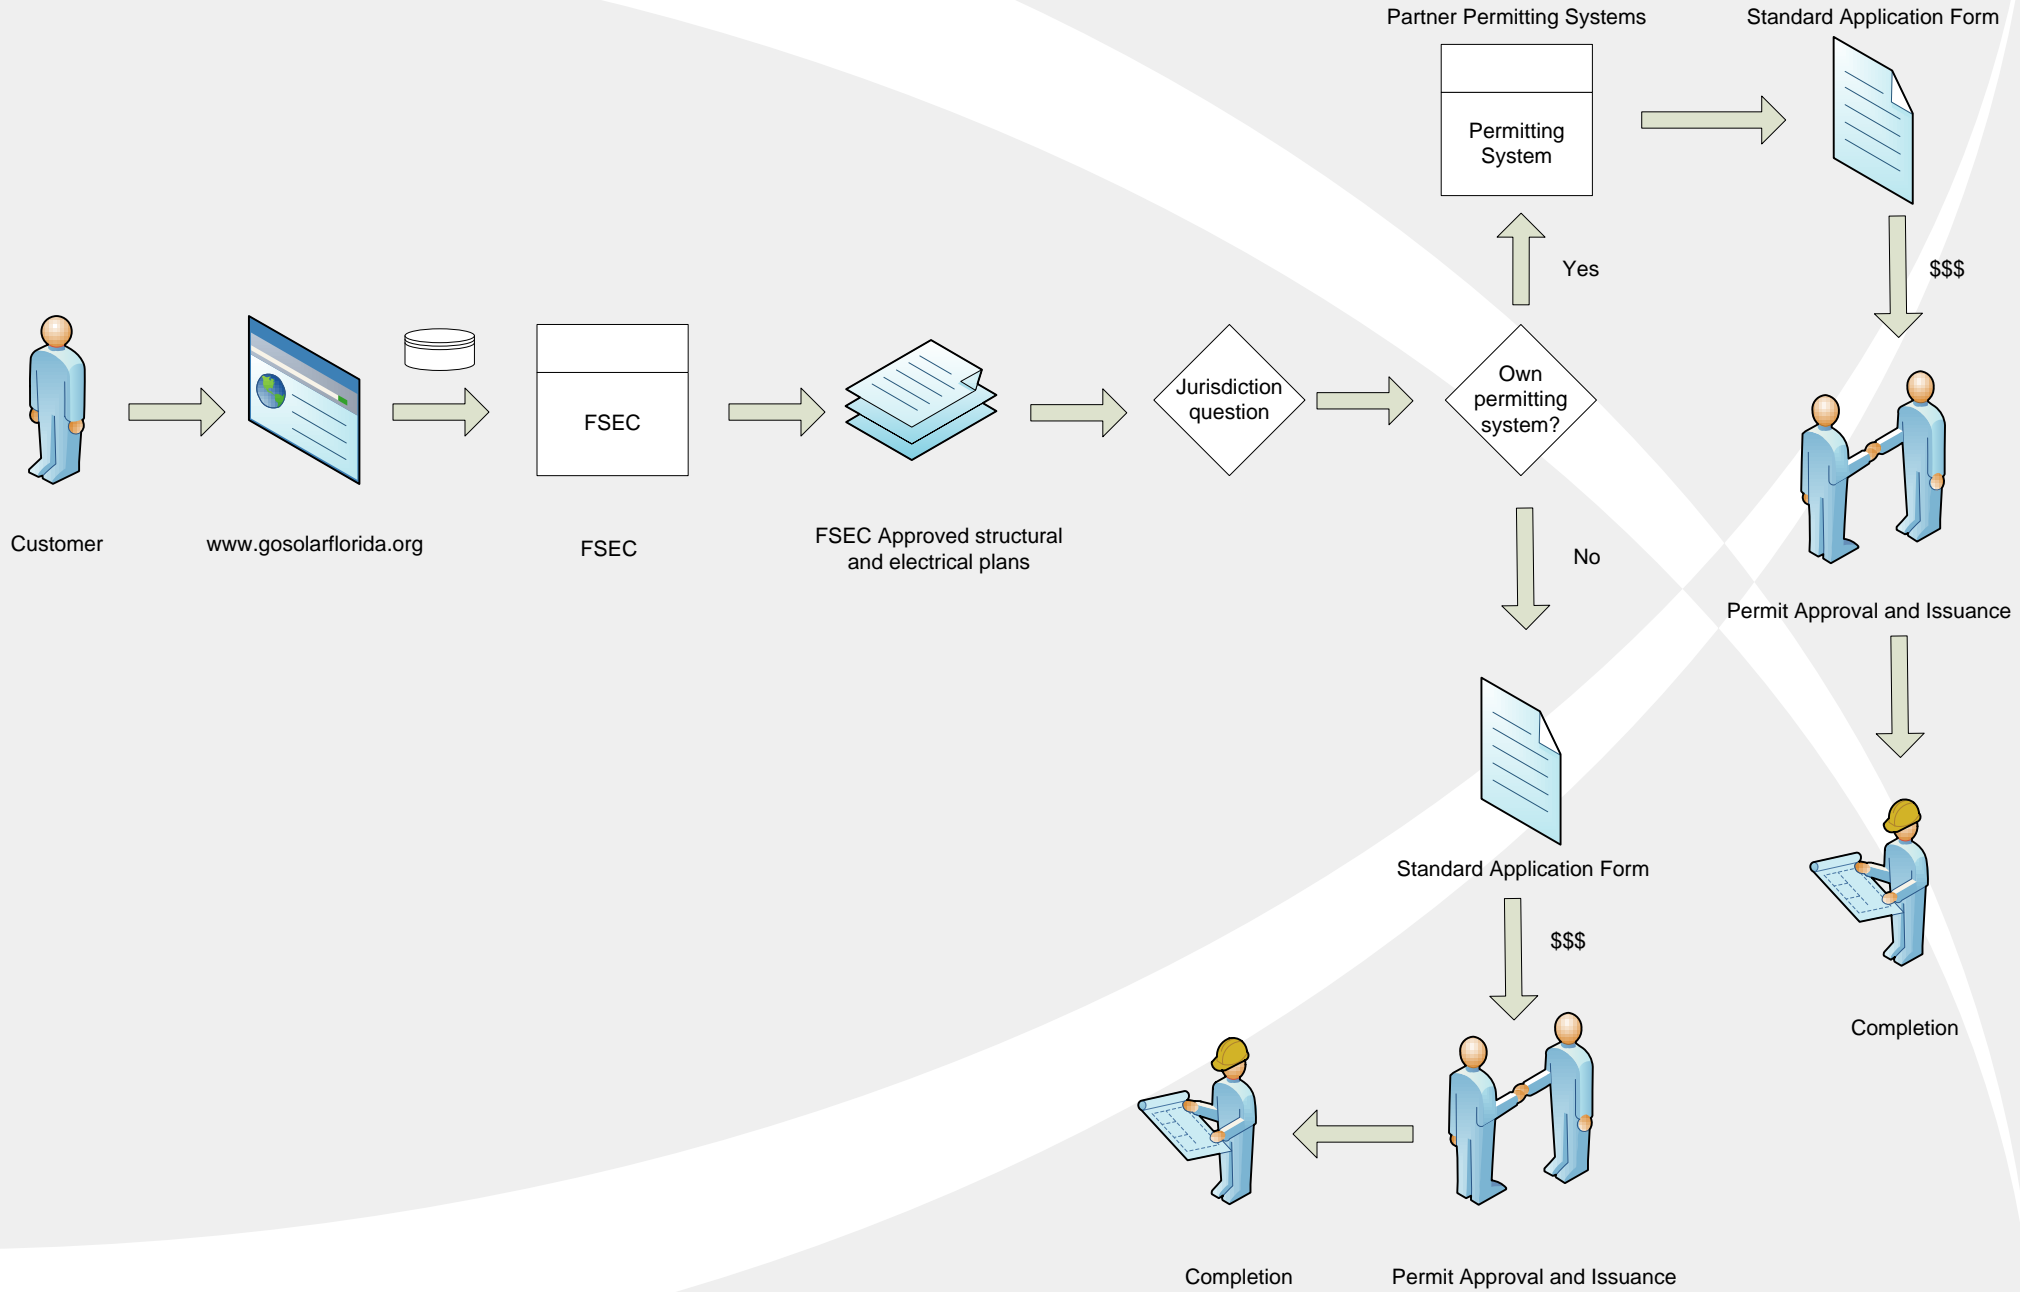 Partner Permitting Systems
Standard Application Form
Permitting
System
Yes
$$$
Customer
www.gosolarflorida.org
FSEC
FSEC
FSEC Approved structural
and electrical plans
Jurisdiction
question
Own
permitting
system?
No
Permit Approval and Issuance
Standard Application Form
$$$
Completion
Completion
Permit Approval and Issuance